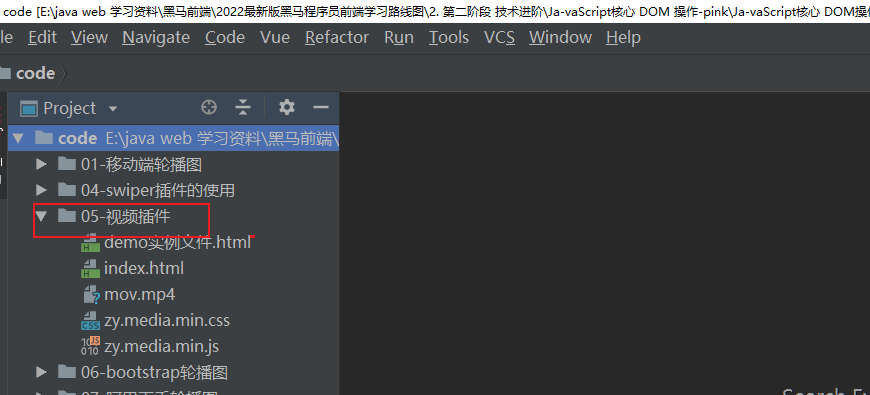 code [E:\java web 学习资料\黑马前端\2022最新版黑马程序员前端学习路线图\2. 第二阶段 技术进阶\Ja-vaScript核心 DOM 操作-pink\Ja-vaScript核心 DOM操作
le Edit View Navigate Code Vue Refactor Run Tools VCS Window Help
code
Project
code E:\java web 学习资料\黑马前端\
01-移动端轮播图
04-swiper插件的使用
05-视频插件
demo实例文件.html
index.html
mov.mp4
zy.media.min.css
zy.media.min.js
06-bootstrap轮播图